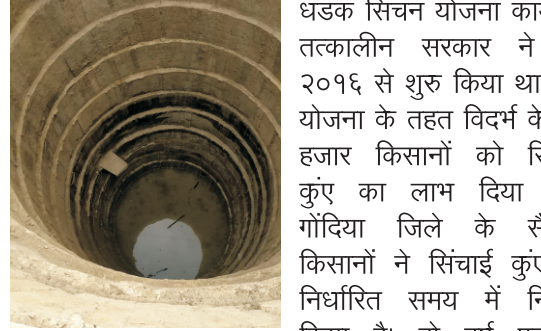 धडक सिंचन योजना
तत्कालीन सरकार ने
२०१६ से शुरु किया था
योजना के तहत विदर्भ के
हजार किसानों को
कुंए का लाभ दिया
गोंदिया जिले के
किसानों ने सिंचाई कुंए
निर्धारित समय में